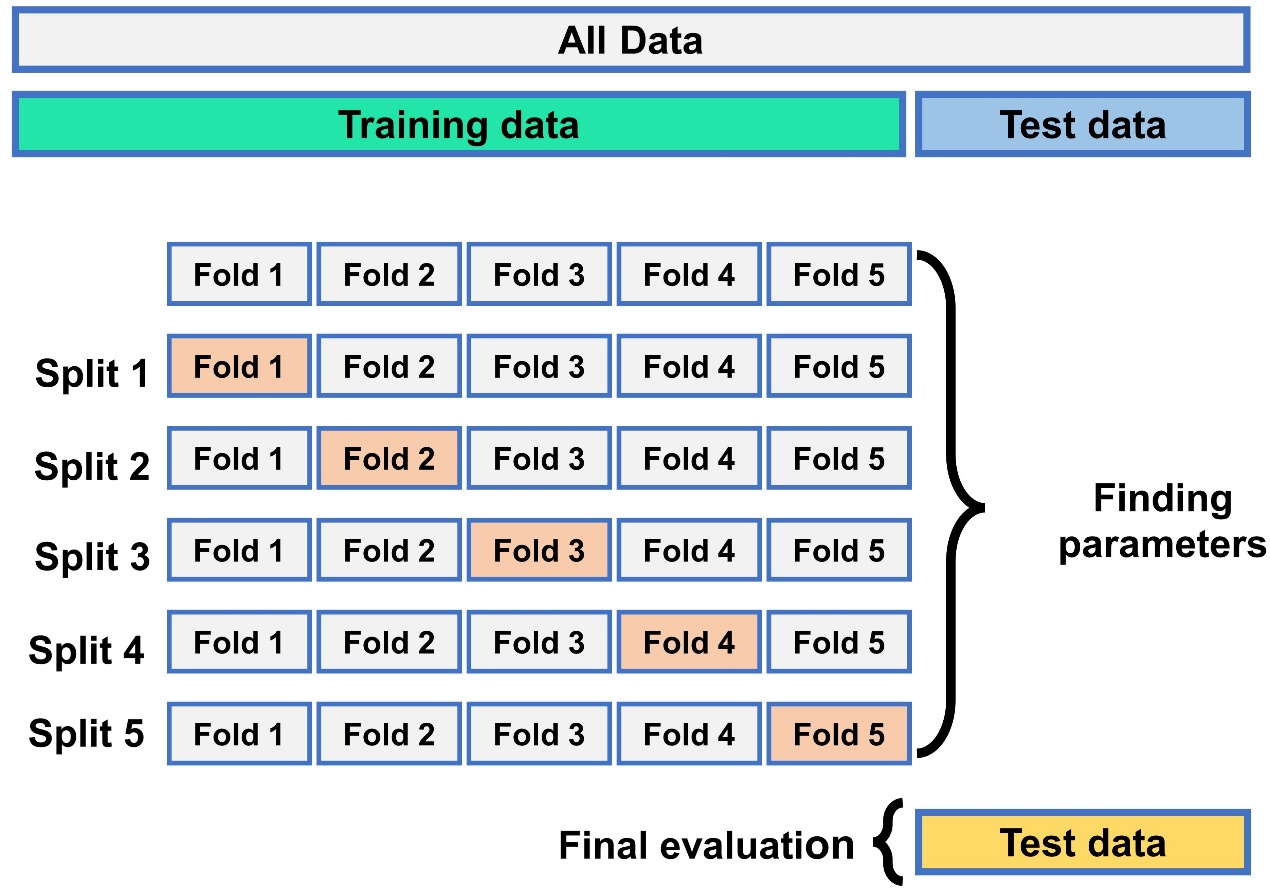 All Data
Training data Test data
Fold 1 Fold 2 Fold 3 Fold 4 Fold 5
Split 1 Fold 1 Fold 2 Fold 3 Fold 4 Fold 5
Split 2 Fold 1 Fold 2 Fold 3 Fold 4 Fold 5
Split 3 Fold 1 Fold 2 Fold 3 Fold 4 Fold 5
Split 4 Fold 1 Fold 2 Fold 3 Fold 4 Fold 5
Split 5 Fold 1 Fold 2 Fold 3 Fold 4 Fold 5
Finding
parameters
Final evaluation Test data